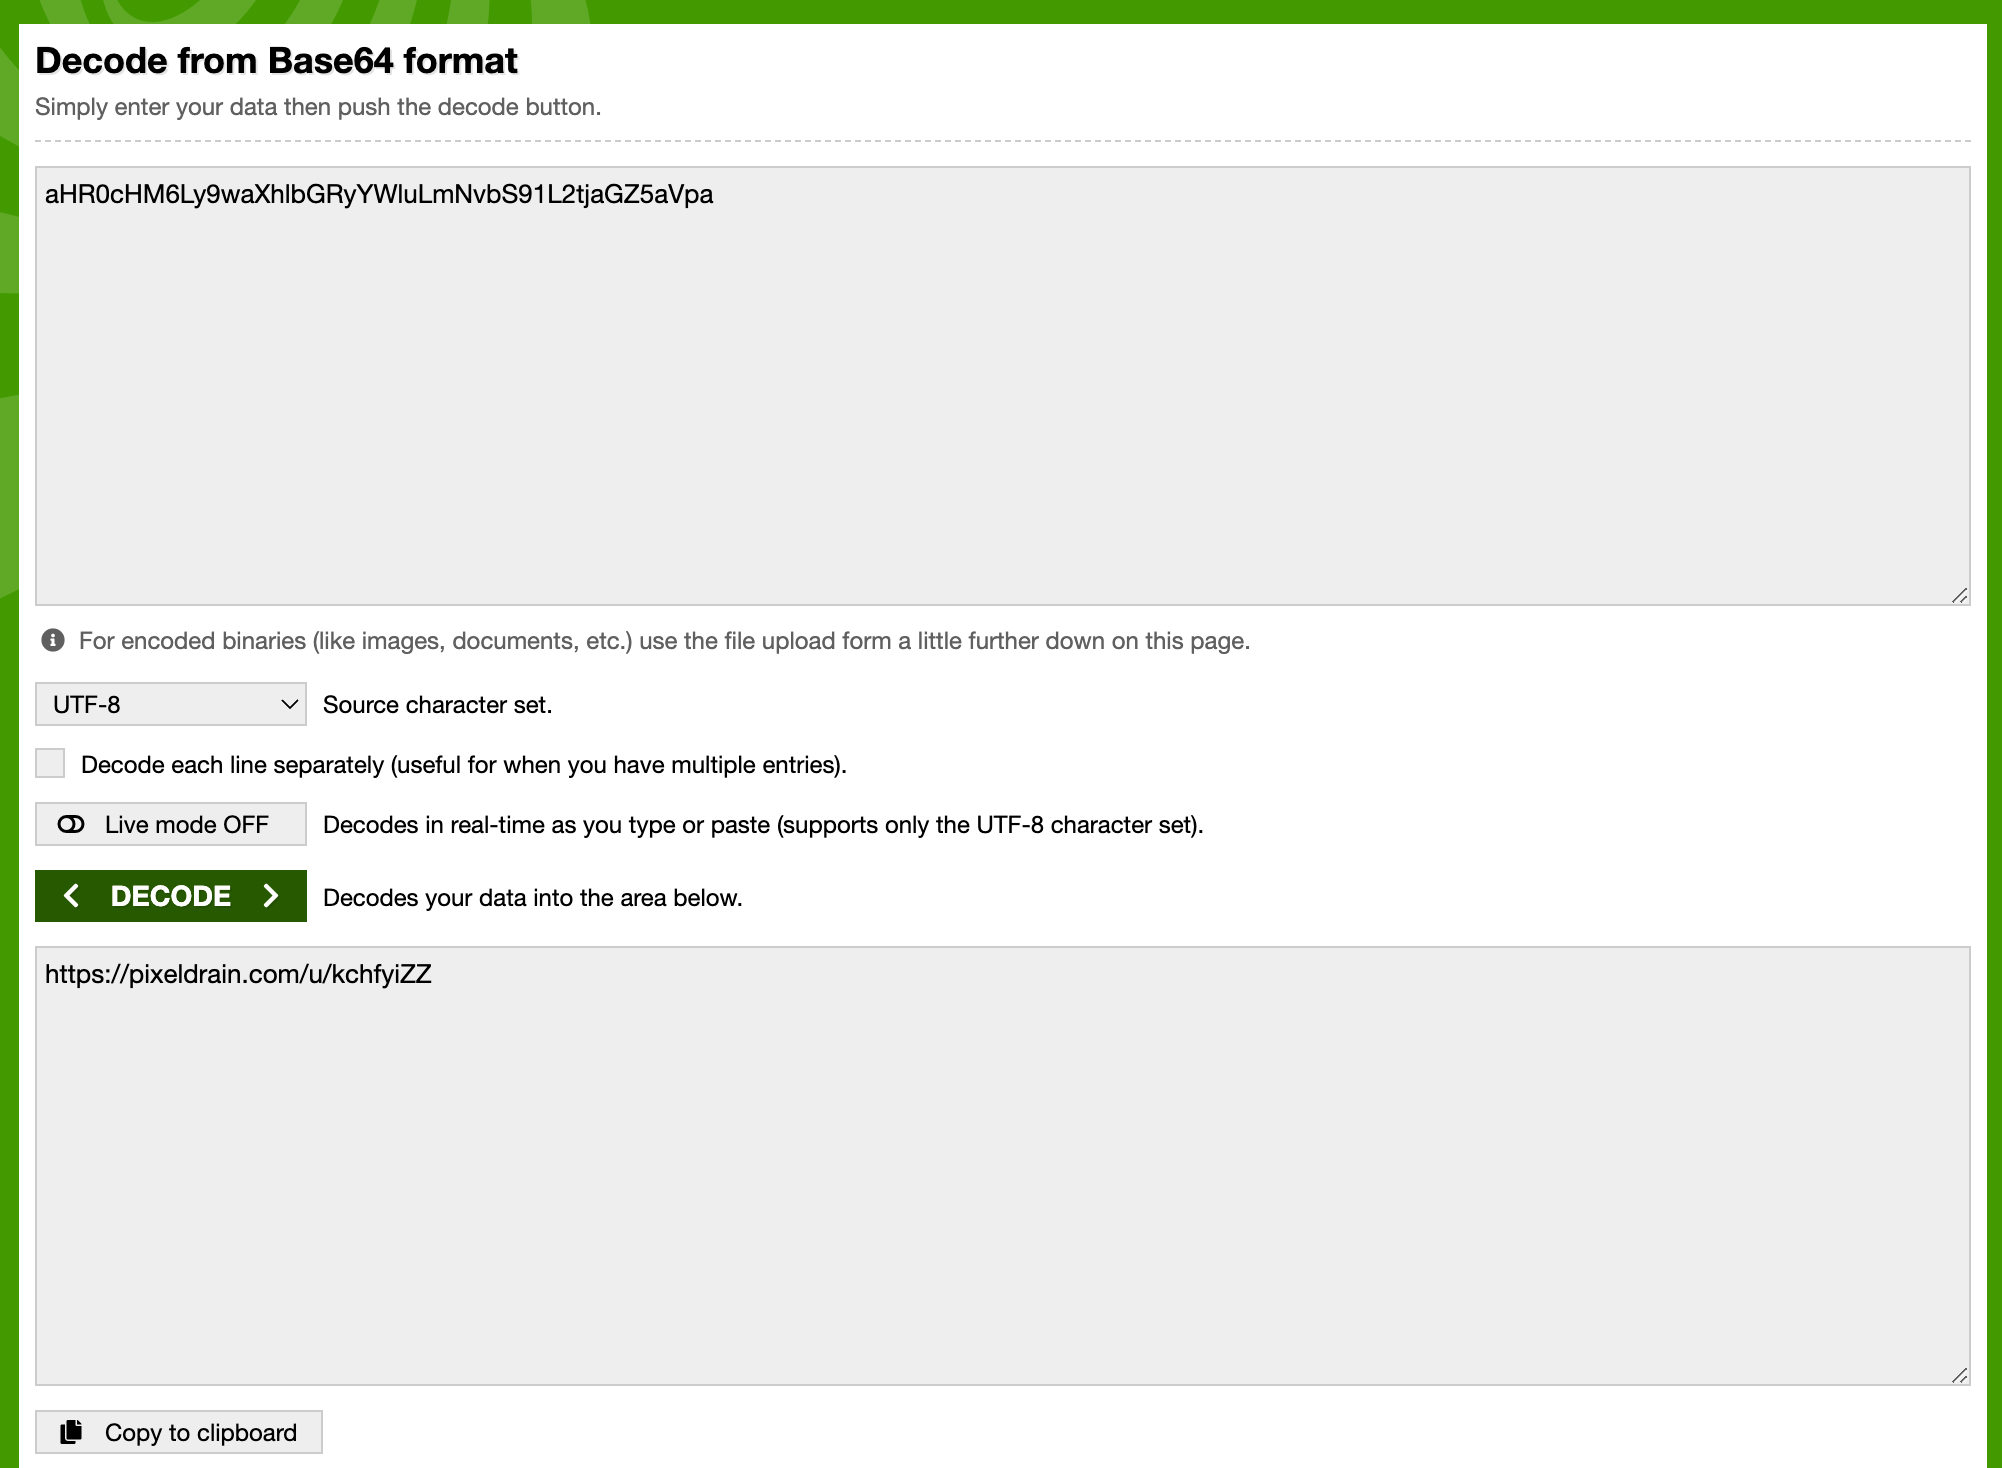 Decode from Base64 format
Simply enter your data then push the decode button.
aHR0cHM6Ly9waXhlbGRyYWluLmNvbS91L2tjaGZ5aVpa
For encoded binaries (like images, documents, etc.) use the file upload form a little further down on this page.
UTF-8 Source character set.
Decode each line separately (useful for when you have multiple entries).
Live mode OFF Decodes in real-time as you type or paste (supports only the UTF-8 character set).
DECODE Decodes your data into the area below.
https://pixeldrain.com/u/kchfyiZZ
Copy to clipboard